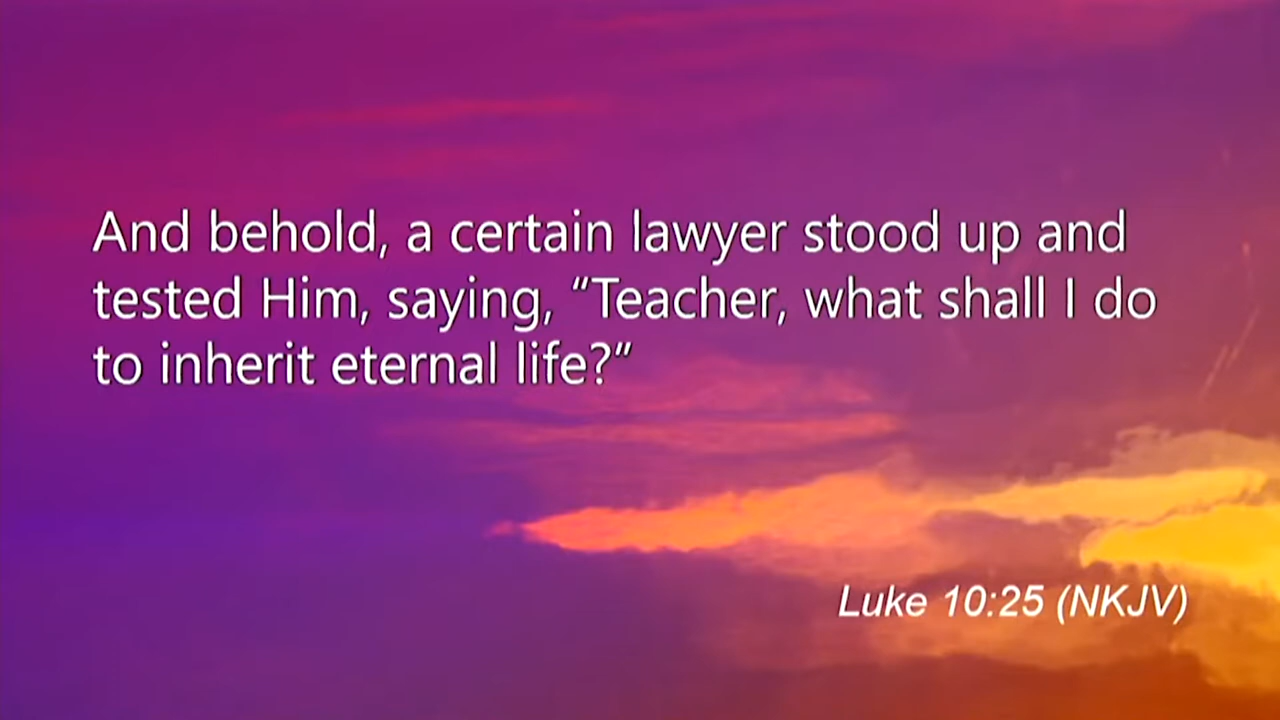 And behold, a certain lawyer stood up and
tested Him, saying, “Teacher, what shall I do
to inherit eternal life?”
Luke 10:25 (NKJV)